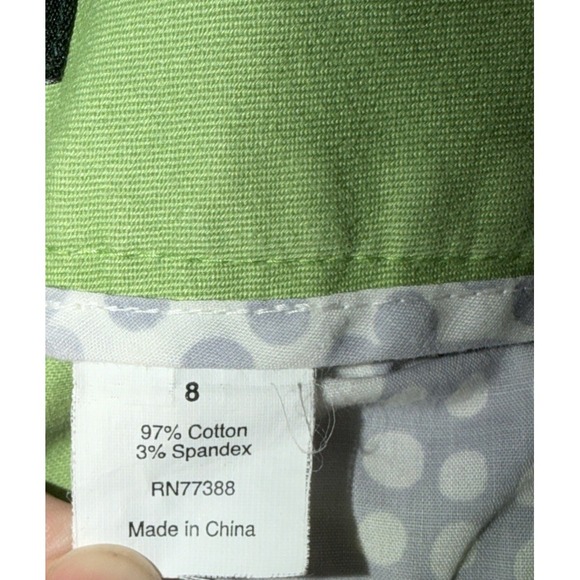 8
97% Cotton
3% Spandex
RN77388
Made in China